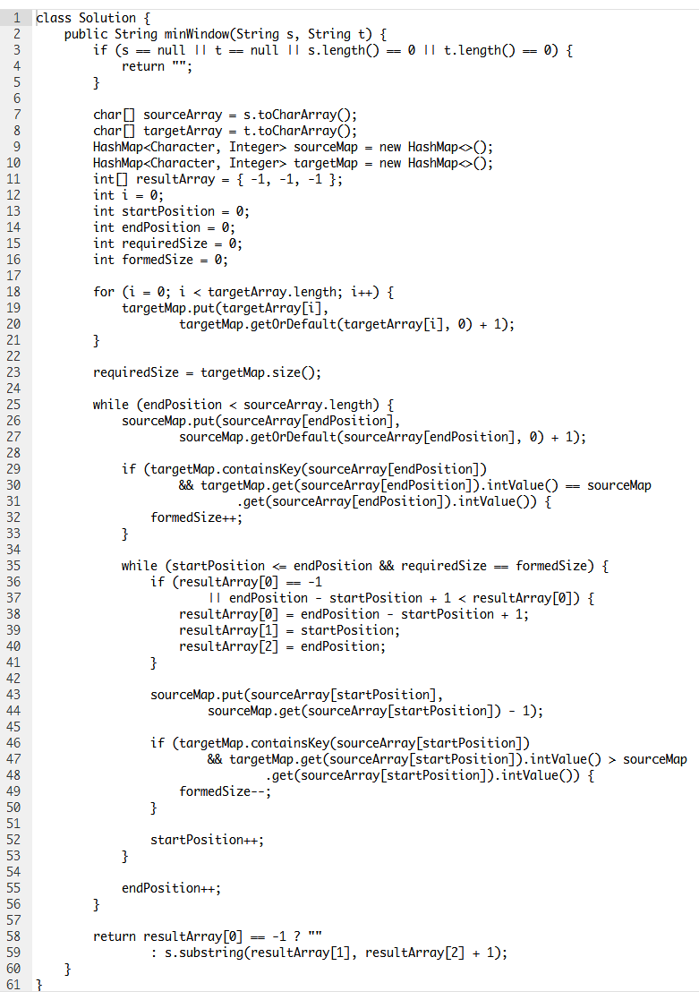 1 class Solution {
2     public String minWindow(String s, String t) {
3         if (s == null || t == null || s.length() == 0 || t.length() == 0) {
4             return "";
5         }
6
7         char[] sourceArray = s.toCharArray();
8         char[] targetArray = t.toCharArray();
9         HashMap<Character, Integer> sourceMap = new HashMap<>();
10         HashMap<Character, Integer> targetMap = new HashMap<>();
11         int[] resultArray = { -1, -1, -1 };
12         int i = 0;
13         int startPosition = 0;
14         int endPosition = 0;
15         int requiredSize = 0;
16         int formedSize = 0;
17
18         for (i = 0; i < targetArray.length; i++) {
19             targetMap.put(targetArray[i],
20                     targetMap.getOrDefault(targetArray[i], 0) + 1);
21         }
22
23         requiredSize = targetMap.size();
24
25         while (endPosition < sourceArray.length) {
26             sourceMap.put(sourceArray[endPosition],
27                     sourceMap.getOrDefault(sourceArray[endPosition], 0) + 1);
28
29             if (targetMap.containsKey(sourceArray[endPosition])
30                     && targetMap.get(sourceArray[endPosition]).intValue() == sourceMap
31                             .get(sourceArray[endPosition]).intValue()) {
32                 formedSize++;
33             }
34
35             while (startPosition <= endPosition && requiredSize == formedSize) {
36                 if (resultArray[0] == -1
37                         || endPosition - startPosition + 1 < resultArray[0]) {
38                     resultArray[0] = endPosition - startPosition + 1;
39                     resultArray[1] = startPosition;
40                     resultArray[2] = endPosition;
41                 }
42
43                 sourceMap.put(sourceArray[startPosition],
44                         sourceMap.get(sourceArray[startPosition]) - 1);
45
46                 if (targetMap.containsKey(sourceArray[startPosition])
47                         && targetMap.get(sourceArray[startPosition]).intValue() > sourceMap
48                                 .get(sourceArray[startPosition]).intValue()) {
49                     formedSize--;
50                 }
51
52                 startPosition++;
53             }
54
55             endPosition++;
56         }
57
58         return resultArray[0] == -1 ? ""
59                 : s.substring(resultArray[1], resultArray[2] + 1);
60     }
61 }